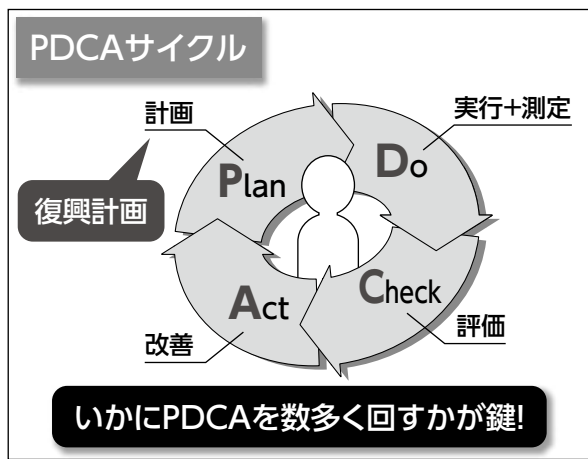 PDCAサイクル
計画
実行+測定
Plan
Do
復興計画
Act
Check
改善
評価
いかにPDCAを数多く回すかが鍵!